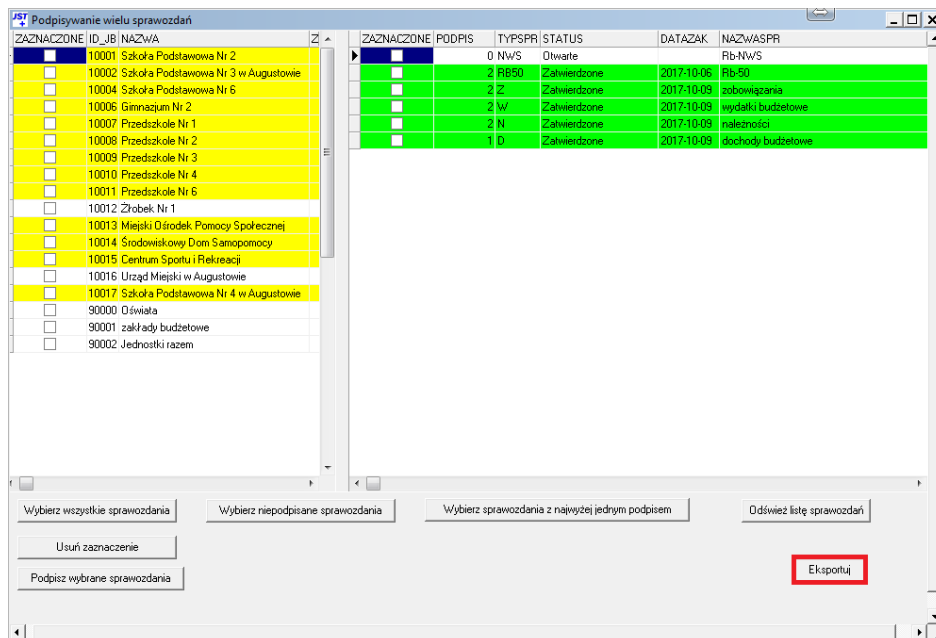 JST + Podpisywanie wielu sprawozdań
ZAZNACZONE ID_JB NAZWA Z
10001 Szkoła Podstawowa Nr 2
10002 Szkoła Podstawowa Nr 3 w Augustowie
10004 Szkoła Podstawowa Nr 6
10006 Gimnazjum Nr 2
10007 Przedszkole Nr 1
10008 Przedszkole Nr 2
10009 Przedszkole Nr 3
10010 Przedszkole Nr 4
10011 Przedszkole Nr 6
10012 Żłobek Nr 1
10013 Miejski Ośrodek Pomocy Społecznej
10014 Środowiskowy Dom Samopomocy
10015 Centrum Sportu i Rekreacji
10016 Urząd Miejski w Augustowie
10017 Szkoła Podstawowa Nr 4 w Augustowie
90000 Oświata
90001 zakłady budżetowe
90002 Jednostki razem
ZAZNACZONE PODPIS TYPSPR STATUS DATAZAK NAZWASPR
0 NWS Otwarte Rb-NWS
2 RB50 Zatwierdzone 2017-10-06 Rb-50
2 Z Zatwierdzone 2017-10-09 zobowiązania
2 W Zatwierdzone 2017-10-09 wydatki budżetowe
2 N Zatwierdzone 2017-10-09 należności
1 D Zatwierdzone 2017-10-09 dochody budżetowe
Wybierz wszystkie sprawozdania
Wybierz niepodpisane sprawozdania
Wybierz sprawozdania z najwyżej jednym podpisem
Odśwież listę sprawozdań
Usuń zaznaczenie
Podpisz wybrane sprawozdania
Eksportuj